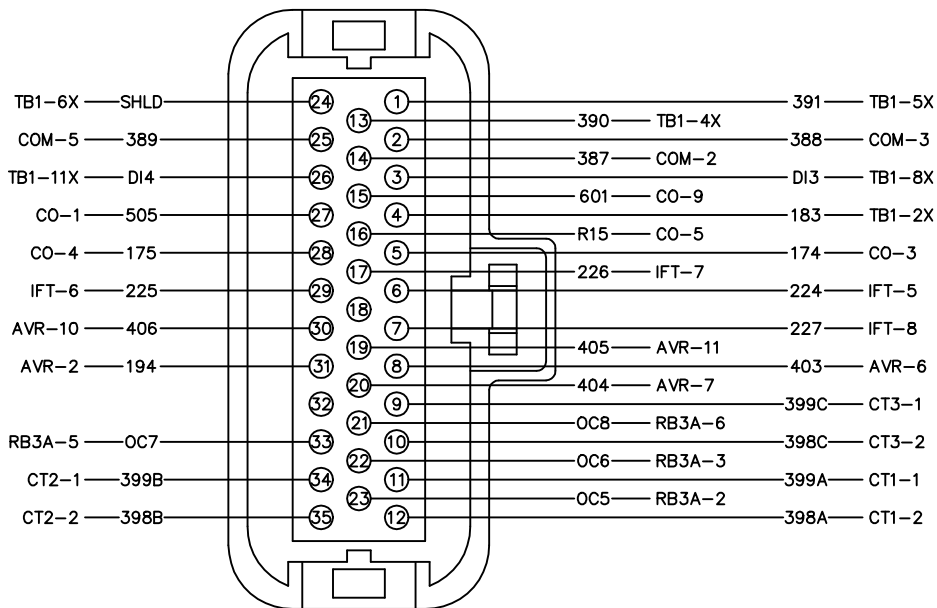 TB1-6X SHLD 24 1 391 TB1-5X
13 390 TB1-4X
COM-5 389 25 2 388 COM-3
14 387 COM-2
TB1-11X DI4 26 3 DI3 TB1-8X
15 601 CO-9
CO-1 505 27 4 183 TB1-2X
16 R15 CO-5
CO-4 175 28 5 174 CO-3
17 226 IFT-7
IFT-6 225 29 6 224 IFT-5
18
AVR-10 406 30 7 227 IFT-8
19 405 AVR-11
AVR-2 194 31 8 403 AVR-6
20 404 AVR-7
32 9 399C CT3-1
21 OC8 RB3A-6
RB3A-5 OC7 33 10 398C CT3-2
22 OC6 RB3A-3
CT2-1 399B 34 11 399A CT1-1
23 OC5 RB3A-2
CT2-2 398B 35 12 398A CT1-2